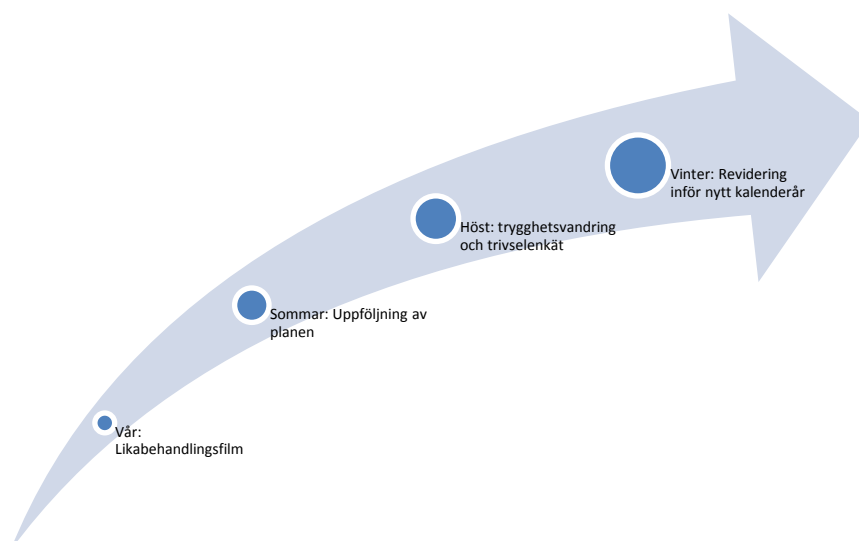 Vinter: Revidering
inför nytt kalenderår
Höst: trygghetsvandring
och trivselenkät
Sommar: Uppföljning av
planen
Vår:
Likabehandlingsfilm